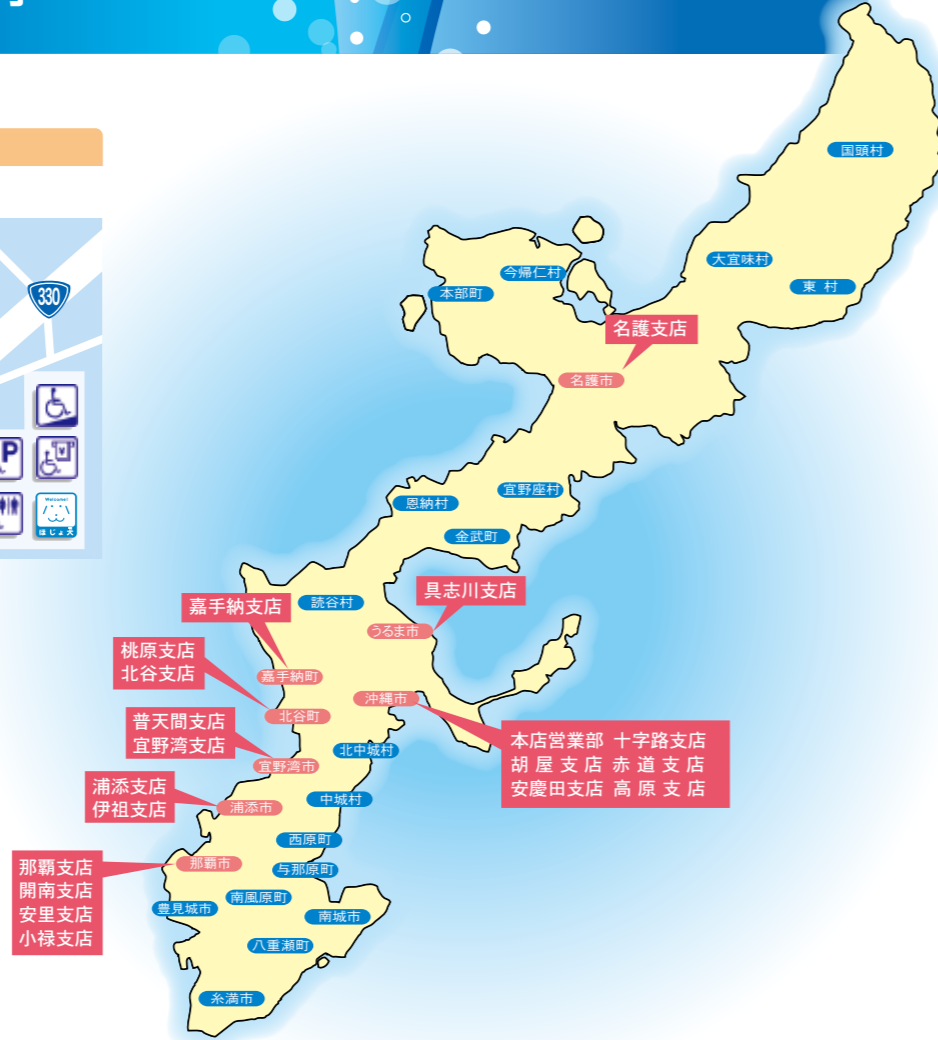 330
P
Welcome!
ほじょ犬
国頭村
大宜味村
東 村
今帰仁村
本部町
名護支店
名護市
宜野座村
恩納村
金武町
具志川支店
読谷村
うるま市
嘉手納支店
嘉手納町
桃原支店
北谷支店
北谷町
沖縄市
本店営業部 十字路支店
胡屋支店 赤道支店
安慶田支店 高原支店
普天間支店
宜野湾支店
宜野湾市
北中城村
浦添支店
伊祖支店
浦添市
中城村
西原町
那覇支店
開南支店
安里支店
小禄支店
那覇市
与那原町
南風原町
豊見城市
南城市
八重瀬町
糸満市